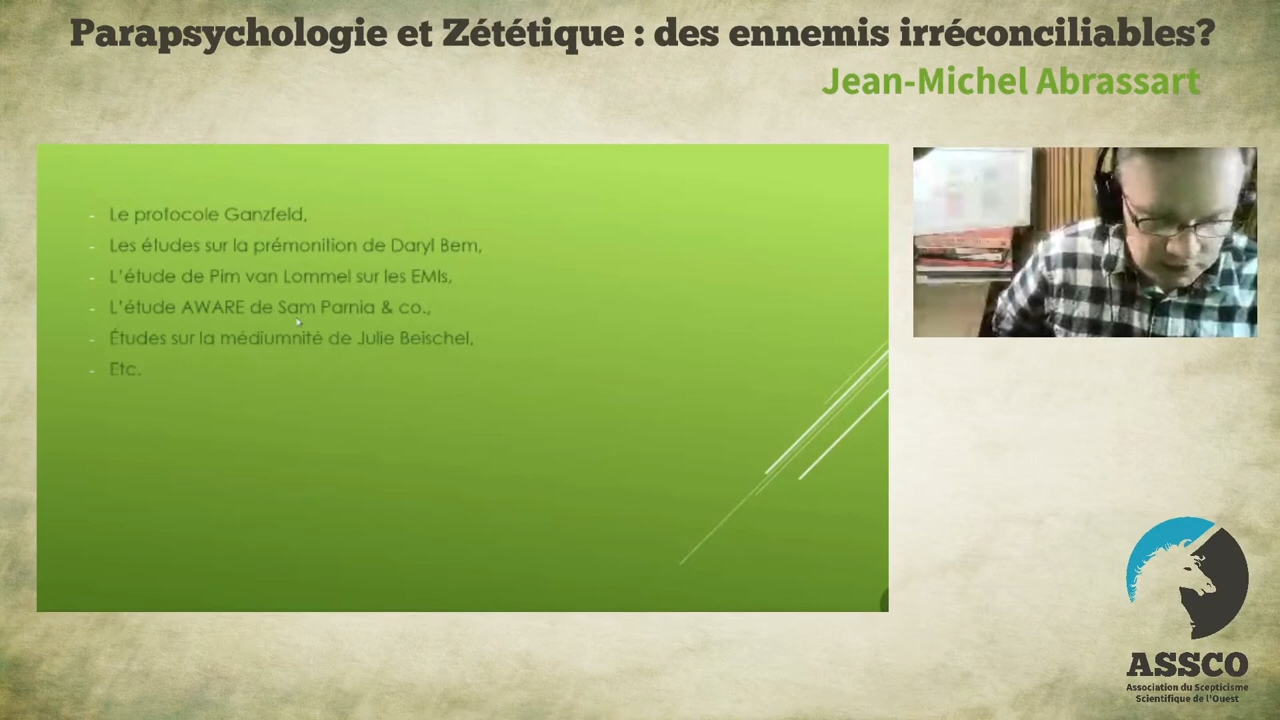 Parapsychologie et Zététique : des ennemis irréconciliables?
Jean-Michel Abrassart
- Le protocole Ganzfeld,
- Les études sur la prémonition de Daryl Bem,
- L'étude de Pim van Lommel sur les EMIs,
- L'étude AWARE de Sam Parnia & co.,
- Études sur la médiumnité de Julie Beischel,
- Etc.
ASSCO
Association du Scepticisme
Scientifique de l'Ouest